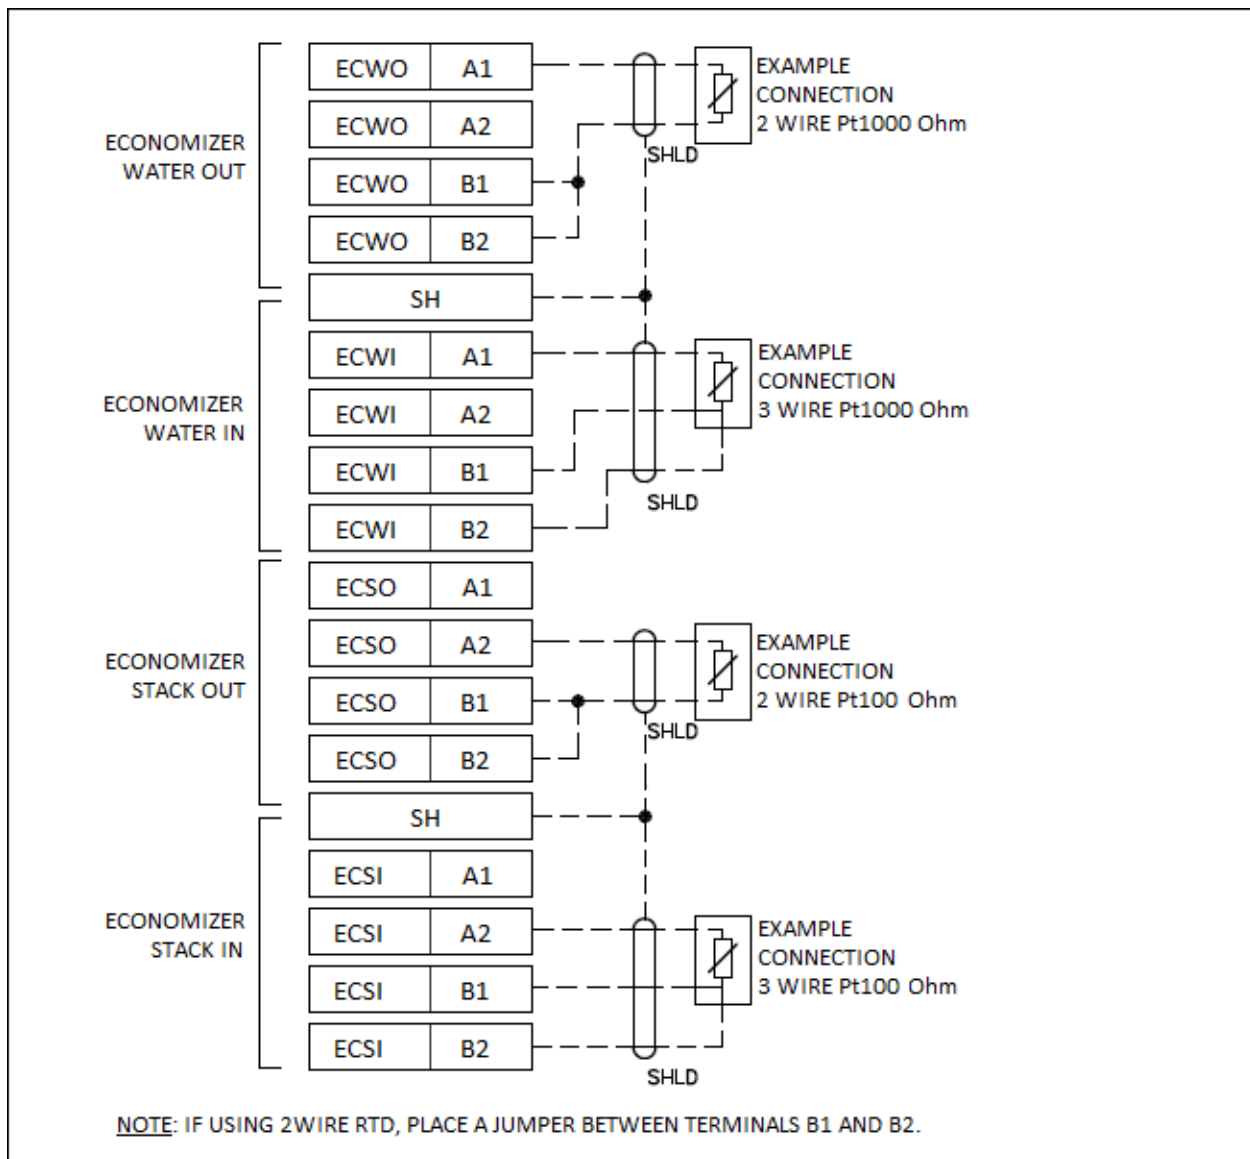 ECONOMIZER
WATER OUT
ECWO A1
ECWO A2
ECWO B1
ECWO B2
SHLD
EXAMPLE
CONNECTION
2 WIRE Pt1000 Ohm
SH
ECONOMIZER
WATER IN
ECWI A1
ECWI A2
ECWI B1
ECWI B2
SHLD
EXAMPLE
CONNECTION
3 WIRE Pt1000 Ohm
ECONOMIZER
STACK OUT
ECSO A1
ECSO A2
ECSO B1
ECSO B2
SHLD
EXAMPLE
CONNECTION
2 WIRE Pt100 Ohm
SH
ECONOMIZER
STACK IN
ECSI A1
ECSI A2
ECSI B1
ECSI B2
SHLD
EXAMPLE
CONNECTION
3 WIRE Pt100 Ohm
NOTE: IF USING 2WIRE RTD, PLACE A JUMPER BETWEEN TERMINALS B1 AND B2.